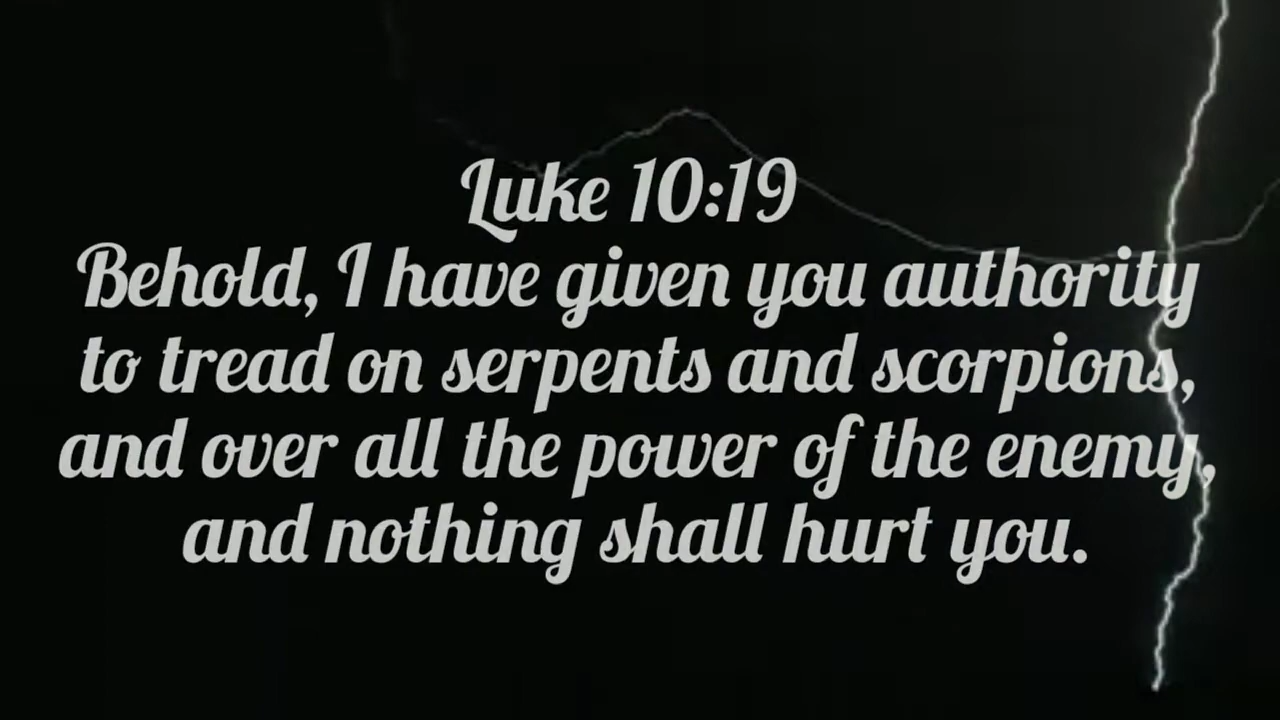 Luke 10:19
Behold, I have given you authority
to tread on serpents and scorpions,
and over all the power of the enemy,
and nothing shall hurt you.